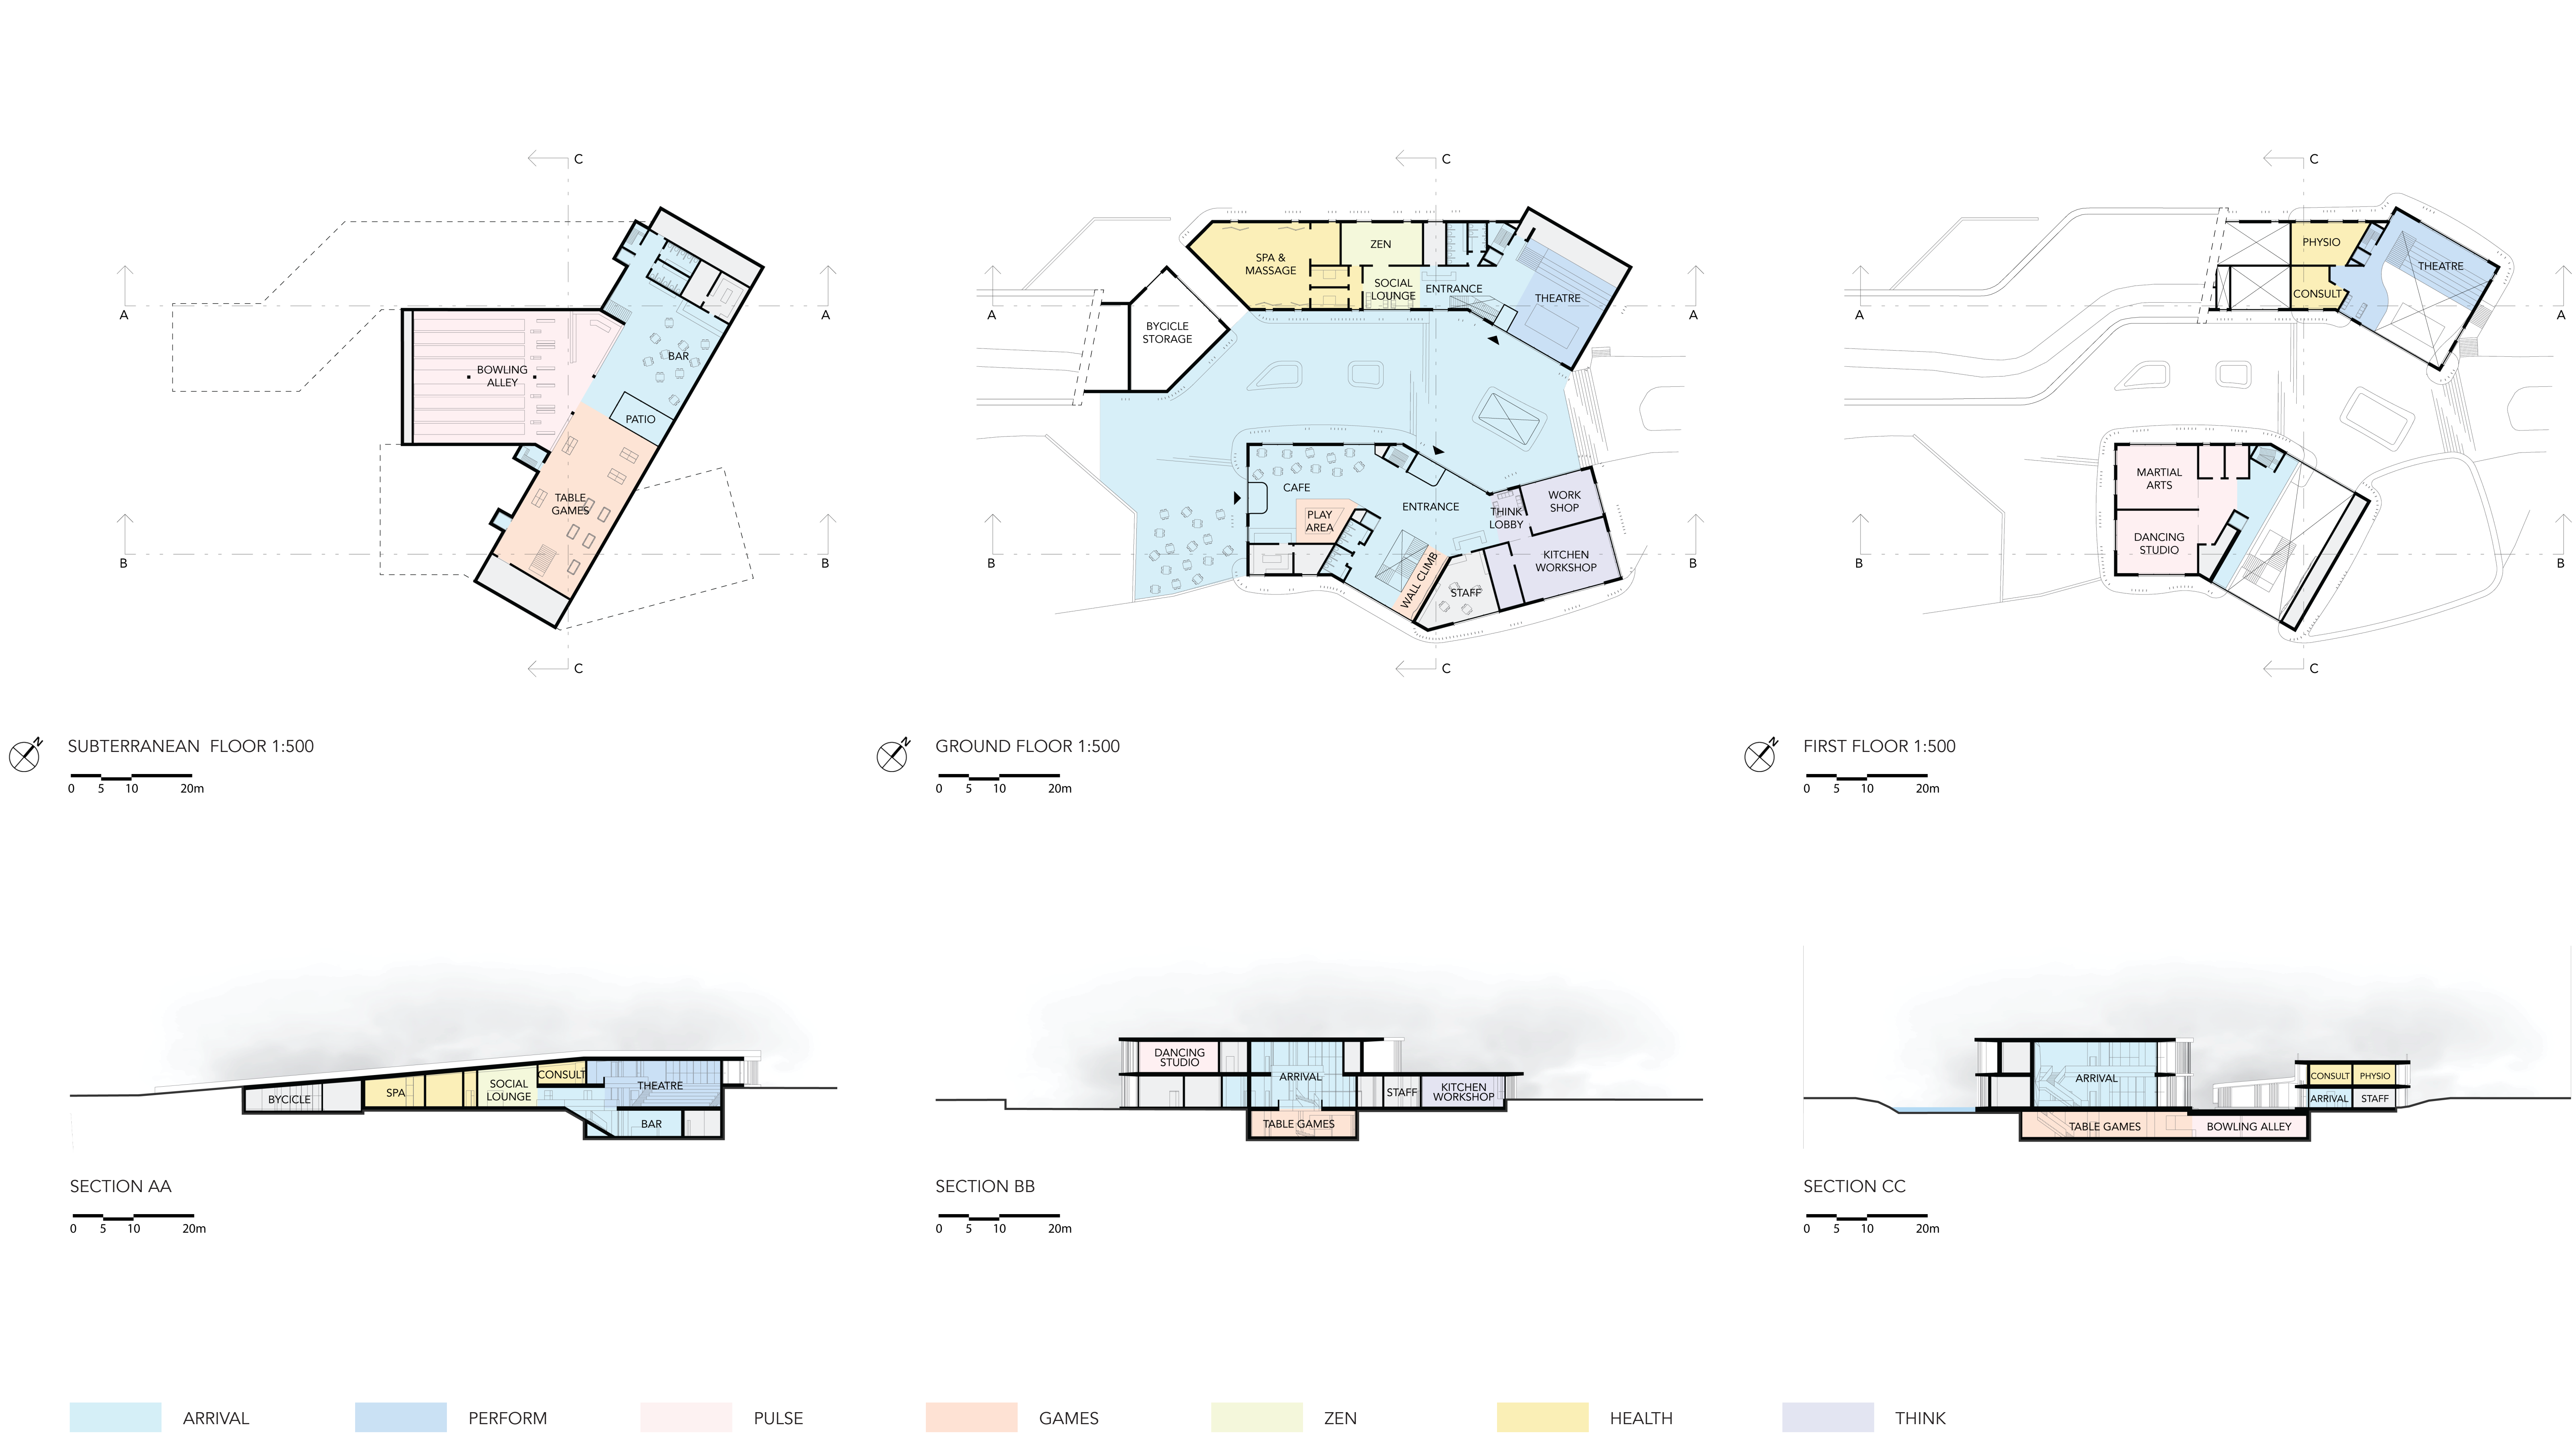 C
A
A
BAR
BOWLING
ALLEY
PATIO
TABLE
GAMES
B
B
C
N
SUBTERRANEAN FLOOR 1:500
0 5 10 20m
C
ZEN
SPA &
MASSAGE
SOCIAL
LOUNGE
ENTRANCE
THEATRE
A
A
BYCICLE
STORAGE
CAFE
WORK
SHOP
ENTRANCE
THINK
LOBBY
PLAY
AREA
KITCHEN
WORKSHOP
WALL CLIMB
STAFF
B
B
C
N
GROUND FLOOR 1:500
0 5 10 20m
C
PHYSIO
THEATRE
CONSULT
A
A
MARTIAL
ARTS
DANCING
STUDIO
B
B
C
N
FIRST FLOOR 1:500
0 5 10 20m
BYCICLE
SPA
SOCIAL
LOUNGE
CONSULT
THEATRE
BAR
SECTION AA
0 5 10 20m
DANCING
STUDIO
ARRIVAL
STAFF
KITCHEN
WORKSHOP
TABLE GAMES
SECTION BB
0 5 10 20m
ARRIVAL
CONSULT
PHYSIO
ARRIVAL
STAFF
TABLE GAMES
BOWLING ALLEY
SECTION CC
0 5 10 20m
ARRIVAL
PERFORM
PULSE
GAMES
ZEN
HEALTH
THINK